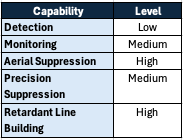 Capability Level
Detection Low
Monitoring Medium
Aerial Suppression High
Precision Medium
Suppression
Retardant Line High
Building